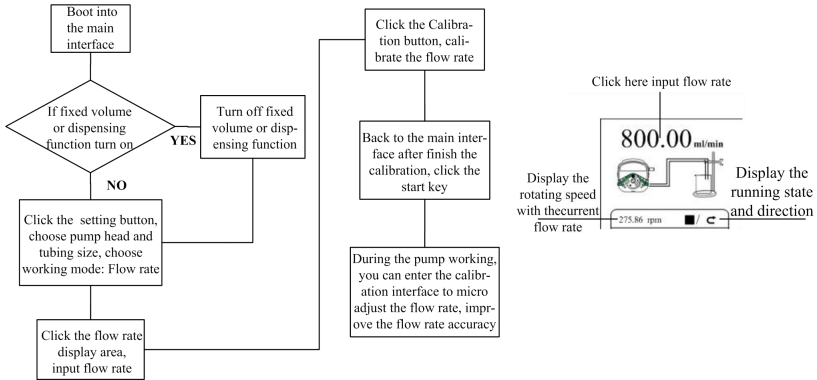 Boot into
the main
interface
If fixed volume
or dispensing
function turn on
YES
Turn off fixed
volume or disp-
ensing function
NO
Click the setting button,
choose pump head and
tubing size, choose
working mode: Flow rate
Click the flow rate
display area,
input flow rate
Click the Calibra-
tion button, cali-
brate the flow rate
Back to the main inter-
face after finish the
calibration, click the
start key
During the pump working,
you can enter the calibr-
ation interface to micro
adjust the flow rate, impr-
ove the flow rate accuracy
Click here input flow rate
800.00 ml/min
Display the
rotating speed
with thecurrent
flow rate
275.86 rpm
/
Display the
running state
and direction